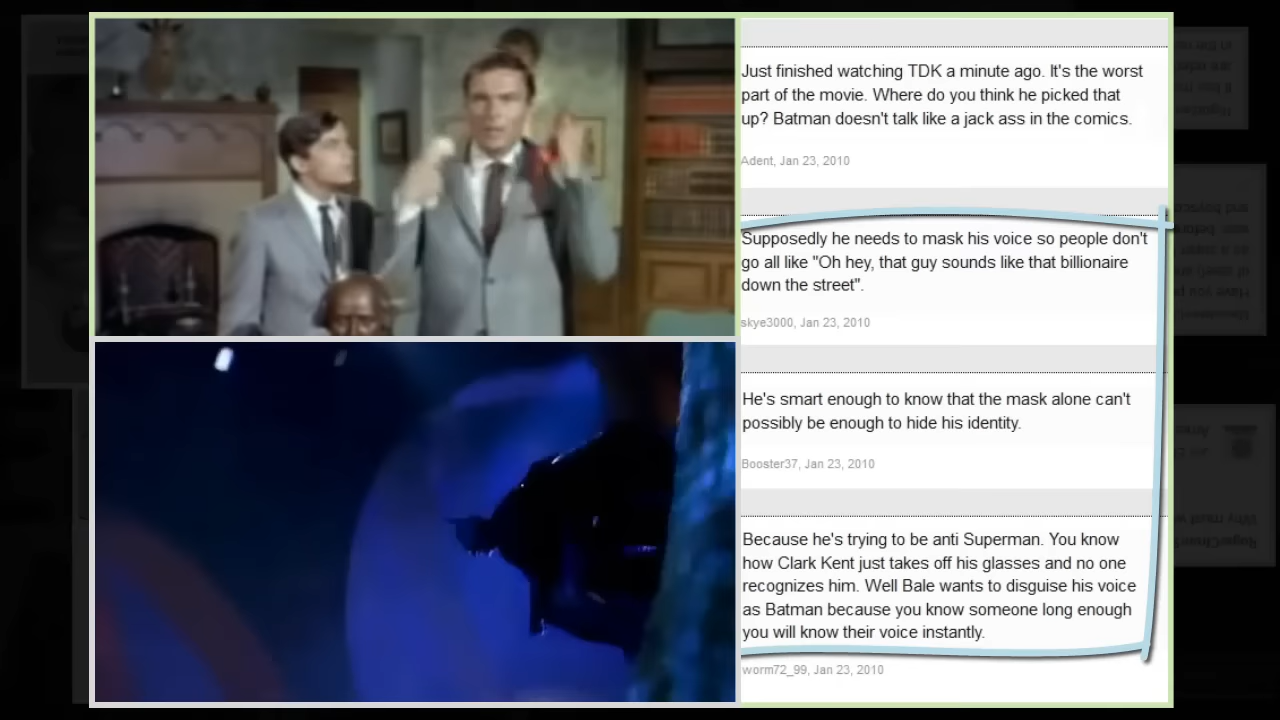 Just finished watching TDK a minute ago. It's the worst
part of the movie. Where do you think he picked that
up? Batman doesn't talk like a jack ass in the comics.
Adent, Jan 23, 2010
Supposedly he needs to mask his voice so people don't
go all like "Oh hey, that guy sounds like that billionaire
down the street".
skye3000, Jan 23, 2010
He's smart enough to know that the mask alone can't
possibly be enough to hide his identity.
Booster37, Jan 23, 2010
Because he's trying to be anti Superman. You know
how Clark Kent just takes off his glasses and no one
recognizes him. Well Bale wants to disguise his voice
as Batman because you know someone long enough
you will know their voice instantly.
worm72_99, Jan 23, 2010